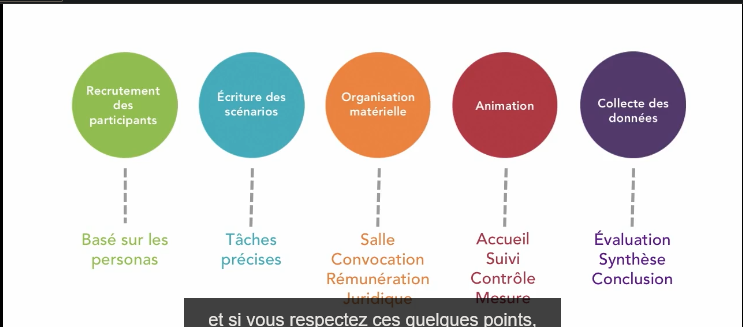 Recrutement
des
participants
Écriture des
scénarios
Organisation
matérielle
Animation
Collecte des
données
Basé sur les
personas
Tâches
précises
Salle
Convocation
Rémunération
Juridique
Accueil
Suivi
Contrôle
Mesure
Évaluation
Synthèse
Conclusion
et si vous respectez ces quelques points,